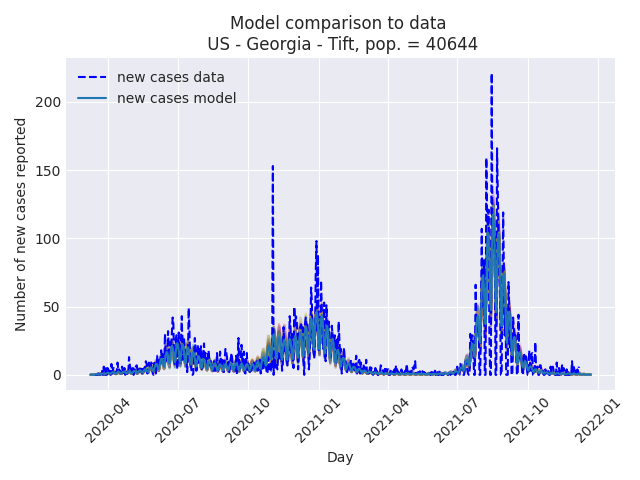 Model comparison to data
US - Georgia - Tift, pop. = 40644
new cases data
new cases model
Number of new cases reported
200
150
100
50
0
2020-04
2020-07
2020-10
2021-01
2021-04
2021-07
2021-10
2022-01
Day